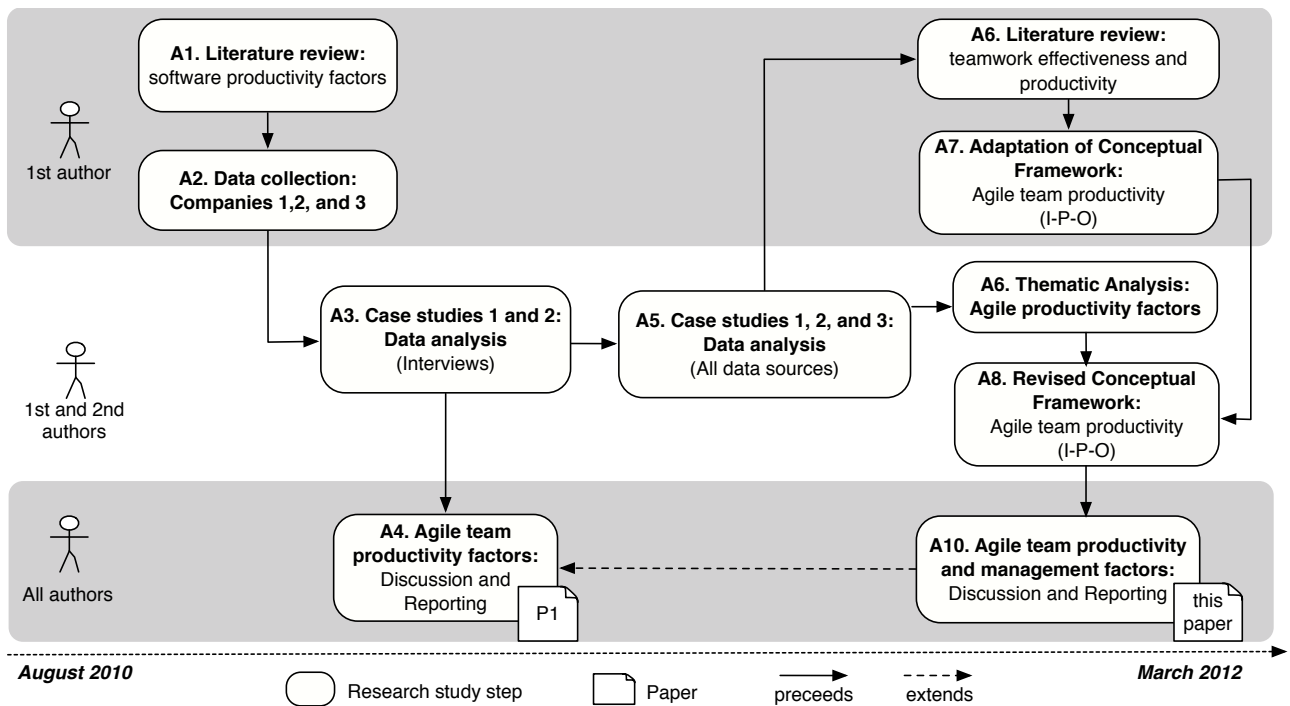 A1. Literature review:
software productivity factors
A6. Literature review:
teamwork effectiveness and
productivity
1st author
A2. Data collection:
Companies 1,2, and 3
A7. Adaptation of Conceptual
Framework:
Agile team productivity
(I-P-O)
A3. Case studies 1 and 2:
Data analysis
(Interviews)
A5. Case studies 1, 2, and 3:
Data analysis
(All data sources)
A6. Thematic Analysis:
Agile productivity factors
1st and 2nd
authors
A8. Revised Conceptual
Framework:
Agile team productivity
(I-P-O)
All authors
A4. Agile team
productivity factors:
Discussion and
Reporting
P1
A10. Agile team productivity
and management factors:
Discussion and Reporting
this
paper
August 2010
March 2012
Research study step
Paper
preceeds
extends